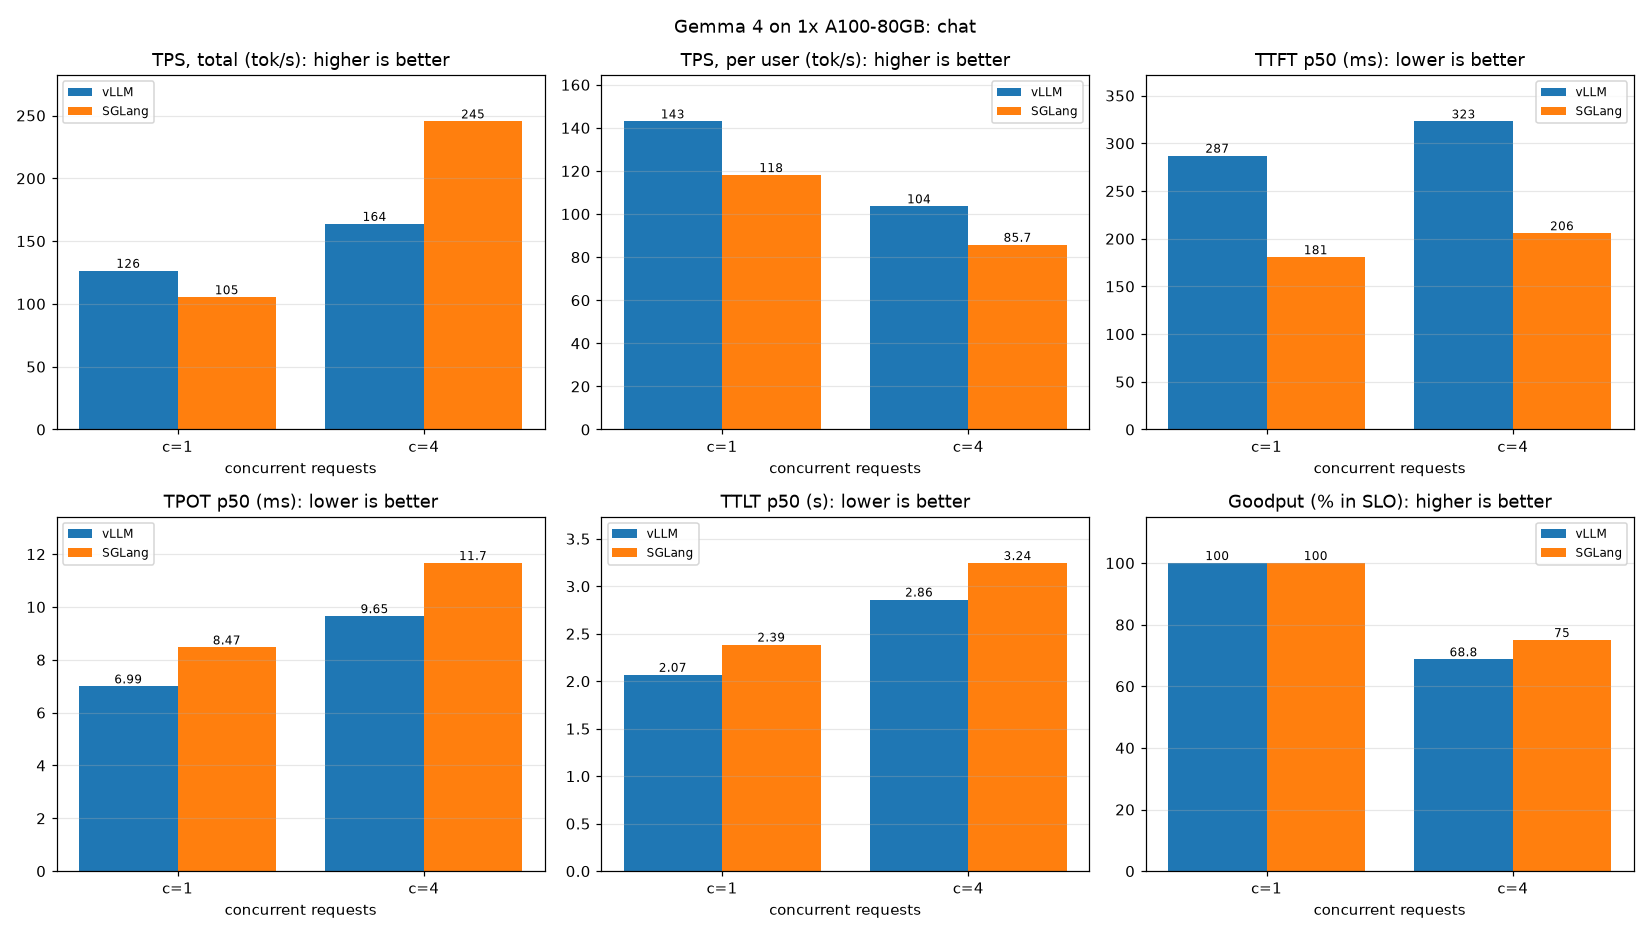 Gemma 4 on 1x A100-80GB: chat
TPS, total (tok/s): higher is better
vLLM
SGLang
250
200
150
100
50
0
126
105
164
245
c=1
c=4
concurrent requests
TPS, per user (tok/s): higher is better
vLLM
SGLang
160
140
120
100
80
60
40
20
0
143
118
104
85.7
c=1
c=4
concurrent requests
TTFT p50 (ms): lower is better
vLLM
SGLang
350
300
250
200
150
100
50
0
287
181
323
206
c=1
c=4
concurrent requests
TPOT p50 (ms): lower is better
vLLM
SGLang
12
10
8
6
4
2
0
6.99
8.47
9.65
11.7
c=1
c=4
concurrent requests
TTLT p50 (s): lower is better
vLLM
SGLang
3.5
3.0
2.5
2.0
1.5
1.0
0.5
0.0
2.07
2.39
2.86
3.24
c=1
c=4
concurrent requests
Goodput (% in SLO): higher is better
vLLM
SGLang
100
80
60
40
20
0
100
100
68.8
75
c=1
c=4
concurrent requests